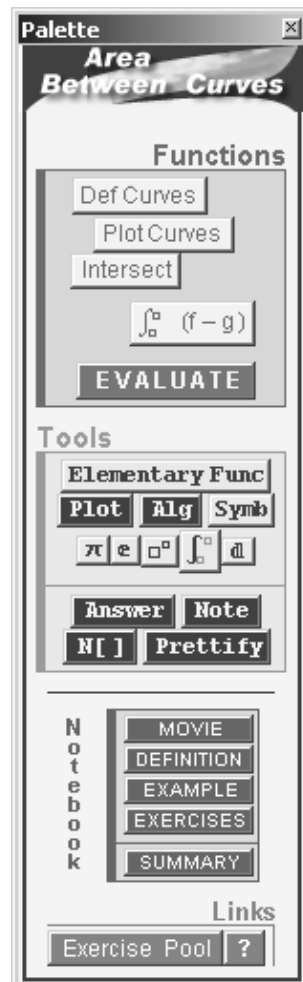 Palette
Area
Between Curves
Functions
Def Curves
Plot Curves
Intersect
∫ (f – g)
EVALUATE
Tools
Elementary Func
Plot Alg Symb
π e □° ∫ d
Answer Note
N[ ] Prettify
Notebook
MOVIE
DEFINITION
EXAMPLE
EXERCISES
SUMMARY
Links
Exercise Pool ?